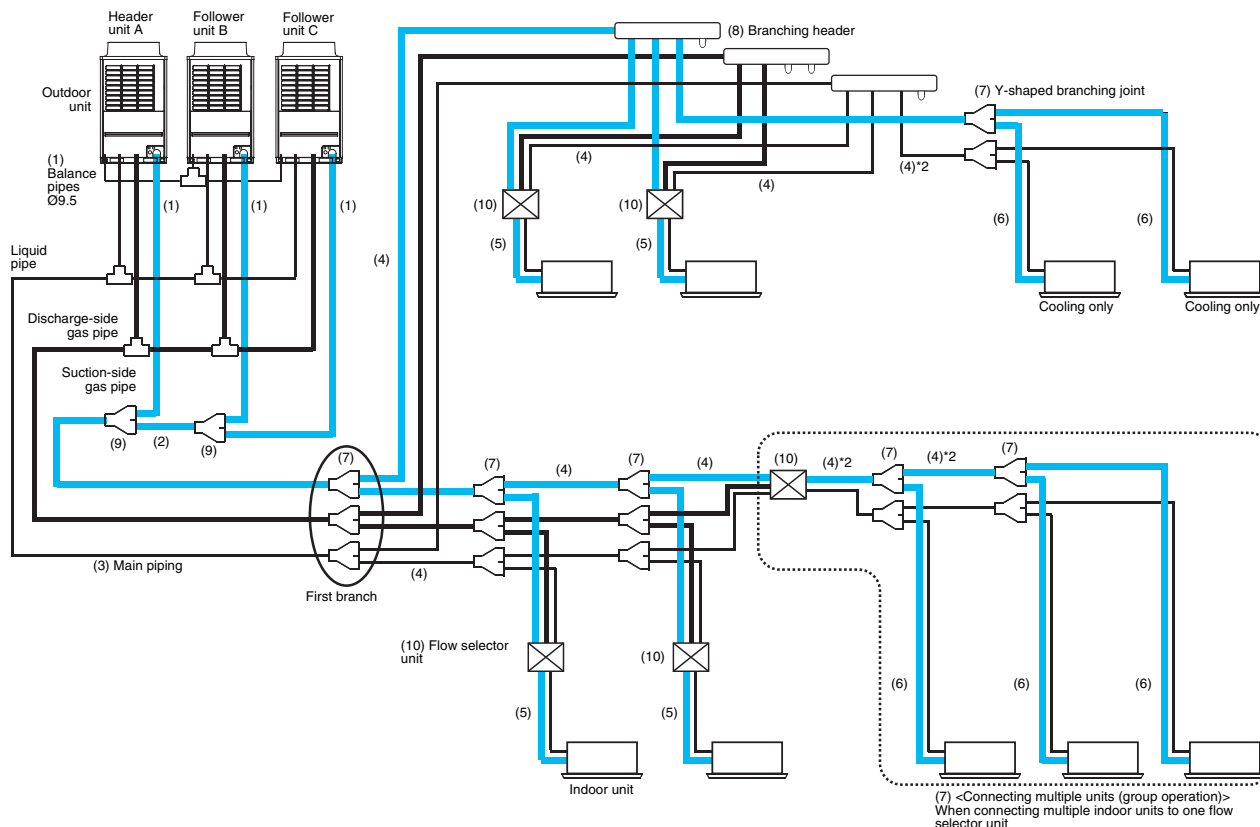 Header
unit A
Follower
unit B
Follower
unit C
(8) Branching header
Outdoor
unit
(7) Y-shaped branching joint
(1)
Balance
pipes
Ø9.5
(4)
(4)
(4)*2
(10)
(10)
(1)
(1)
(1)
(5)
(5)
(6)
(6)
Liquid
pipe
(4)
Cooling only
Cooling only
Discharge-side
gas pipe
Suction-side
gas pipe
(9)
(2)
(9)
(7)
(7)
(4)
(7)
(4)
(10)
(4)*2
(7)
(4)*2
(7)
(3) Main piping
(4)
First branch
(10) Flow selector
unit
(10)
(5)
(5)
(6)
(6)
(6)
Indoor unit
(7) <Connecting multiple units (group operation)>
When connecting multiple indoor units to one flow
selector unit